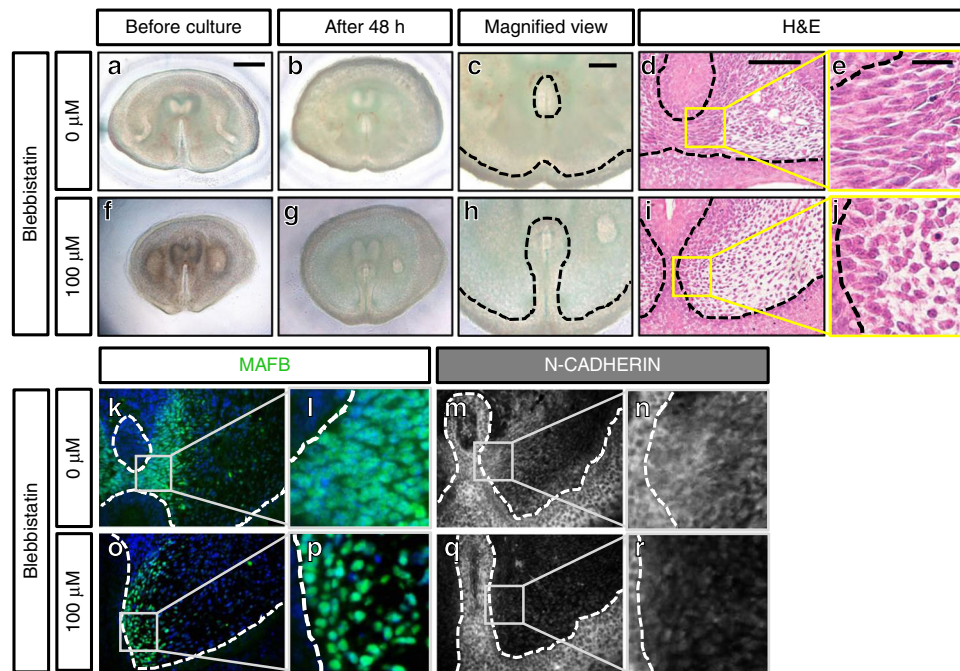 Before culture
After 48 h
Magnified view
H&E
Blebbistatin
0 µM
a
b
c
d
e
100 µM
f
g
h
i
j
MAFB
N-CADHERIN
Blebbistatin
0 µM
k
l
m
n
100 µM
o
p
q
r